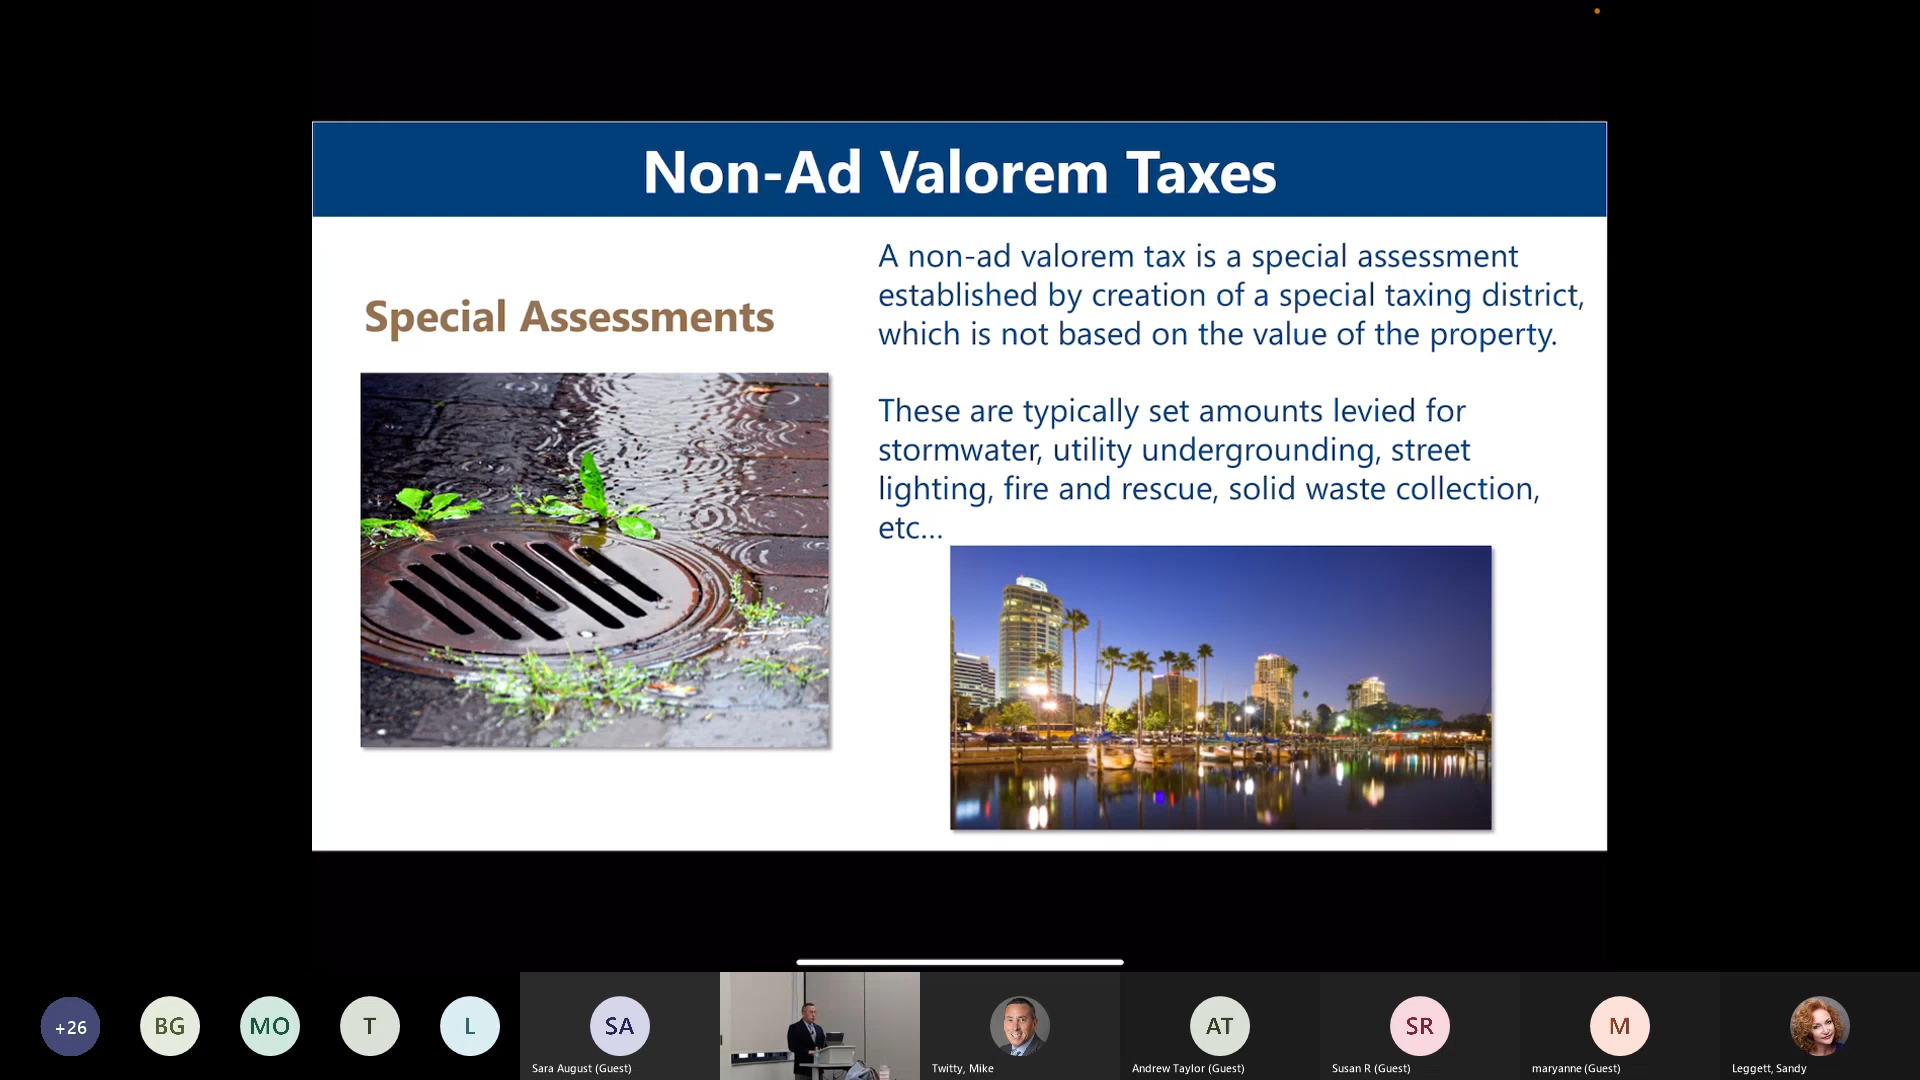 Non-Ad Valorem Taxes
Special Assessments
A non-ad valorem tax is a special assessment
established by creation of a special taxing district,
which is not based on the value of the property.
These are typically set amounts levied for
stormwater, utility undergrounding, street
lighting, fire and rescue, solid waste collection,
etc...
+26
BG
MO
T
L
SA
Sara August (Guest)
Twitty, Mike
AT
Andrew Taylor (Guest)
SR
Susan R (Guest)
M
maryanne (Guest)
Leggett, Sandy